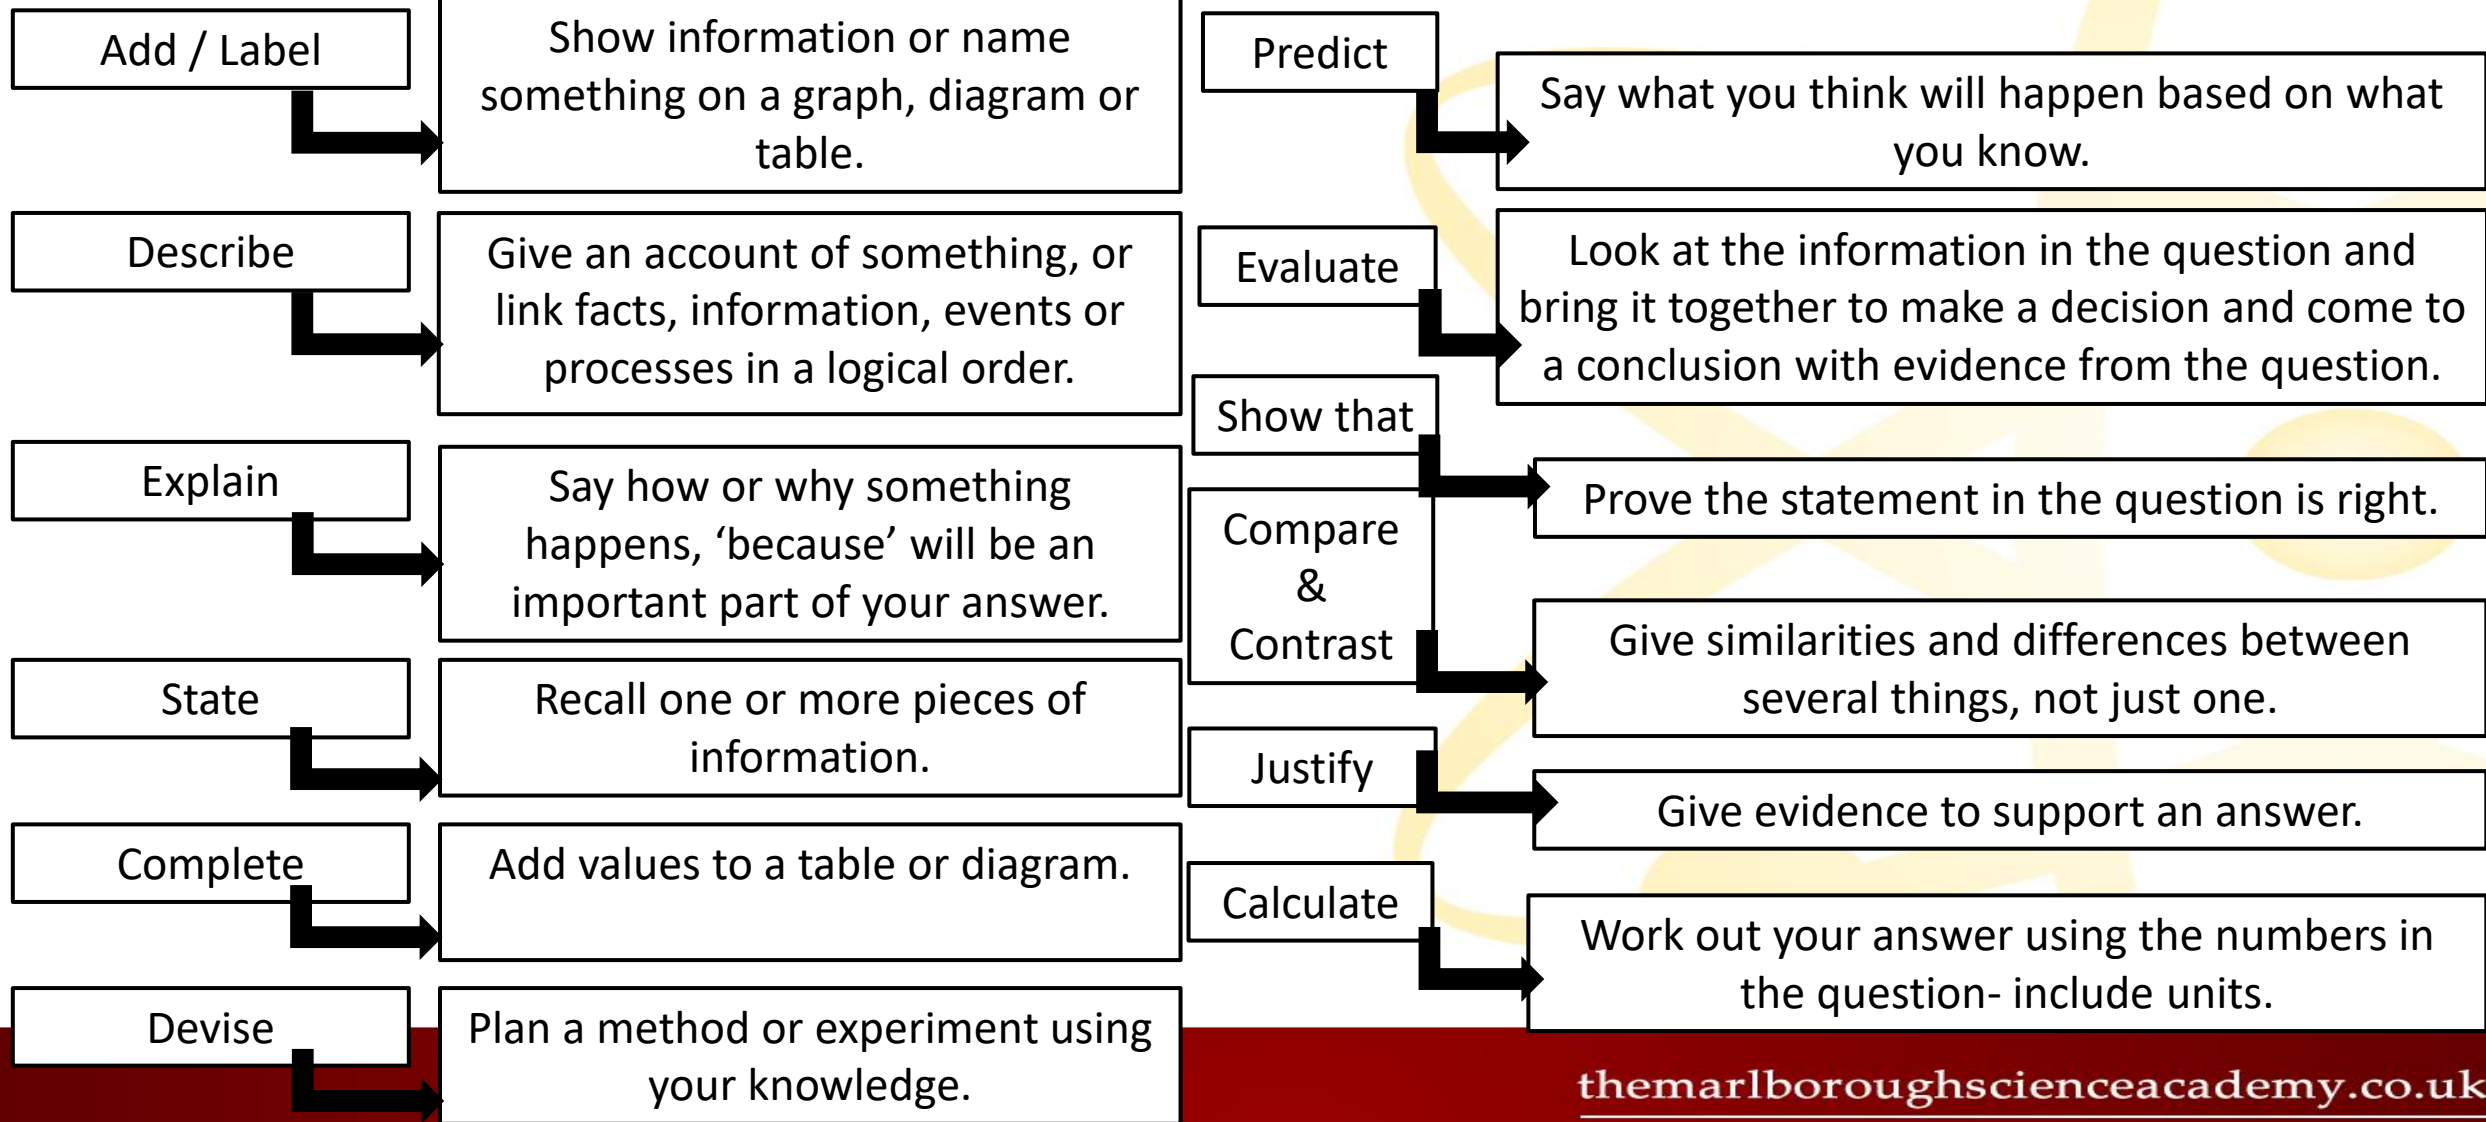 Add / Label
Show information or name
something on a graph, diagram or
table.
Describe
Give an account of something, or
link facts, information, events or
processes in a logical order.
Explain
Say how or why something
happens, ‘because’ will be an
important part of your answer.
State
Recall one or more pieces of
information.
Complete
Add values to a table or diagram.
Devise
Plan a method or experiment using
your knowledge.
Predict
Say what you think will happen based on what
you know.
Evaluate
Look at the information in the question and
bring it together to make a decision and come to
a conclusion with evidence from the question.
Show that
Prove the statement in the question is right.
Compare
&
Contrast
Give similarities and differences between
several things, not just one.
Justify
Give evidence to support an answer.
Calculate
Work out your answer using the numbers in
the question- include units.
themarlboroughscienceacademy.co.uk